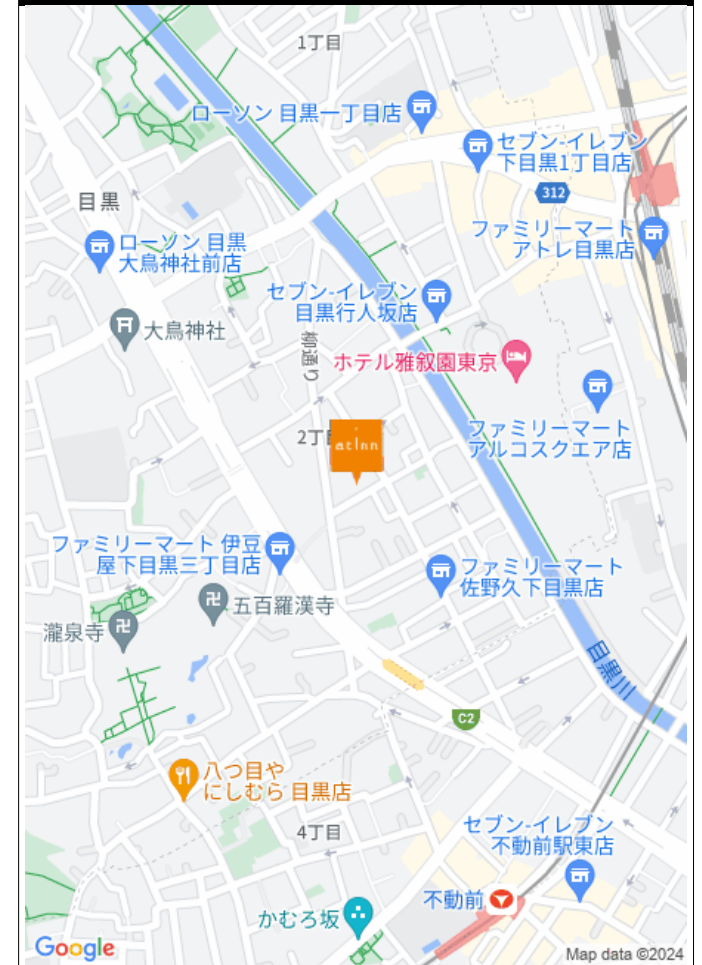 1丁目
ローソン 目黒一丁目店
セブン-イレブン
下目黒1丁目店
312
目黒
ファミリーマート
アトレ目黒店
ローソン 目黒
大鳥神社前店
セブン-イレブン
目黒行人坂店
大鳥神社
柳通り
ホテル雅叙園東京
ファミリーマート
アルコスクエア店
2丁目
atInn
ファミリーマート 伊豆
屋下目黒三丁目店
ファミリーマート
佐野久下目黒店
五百羅漢寺
瀧泉寺
目黒川
C2
八つ目や
にしむら 目黒店
セブン-イレブン
不動前駅東店
4丁目
不動前
かむろ坂
Google
Map data ©2024